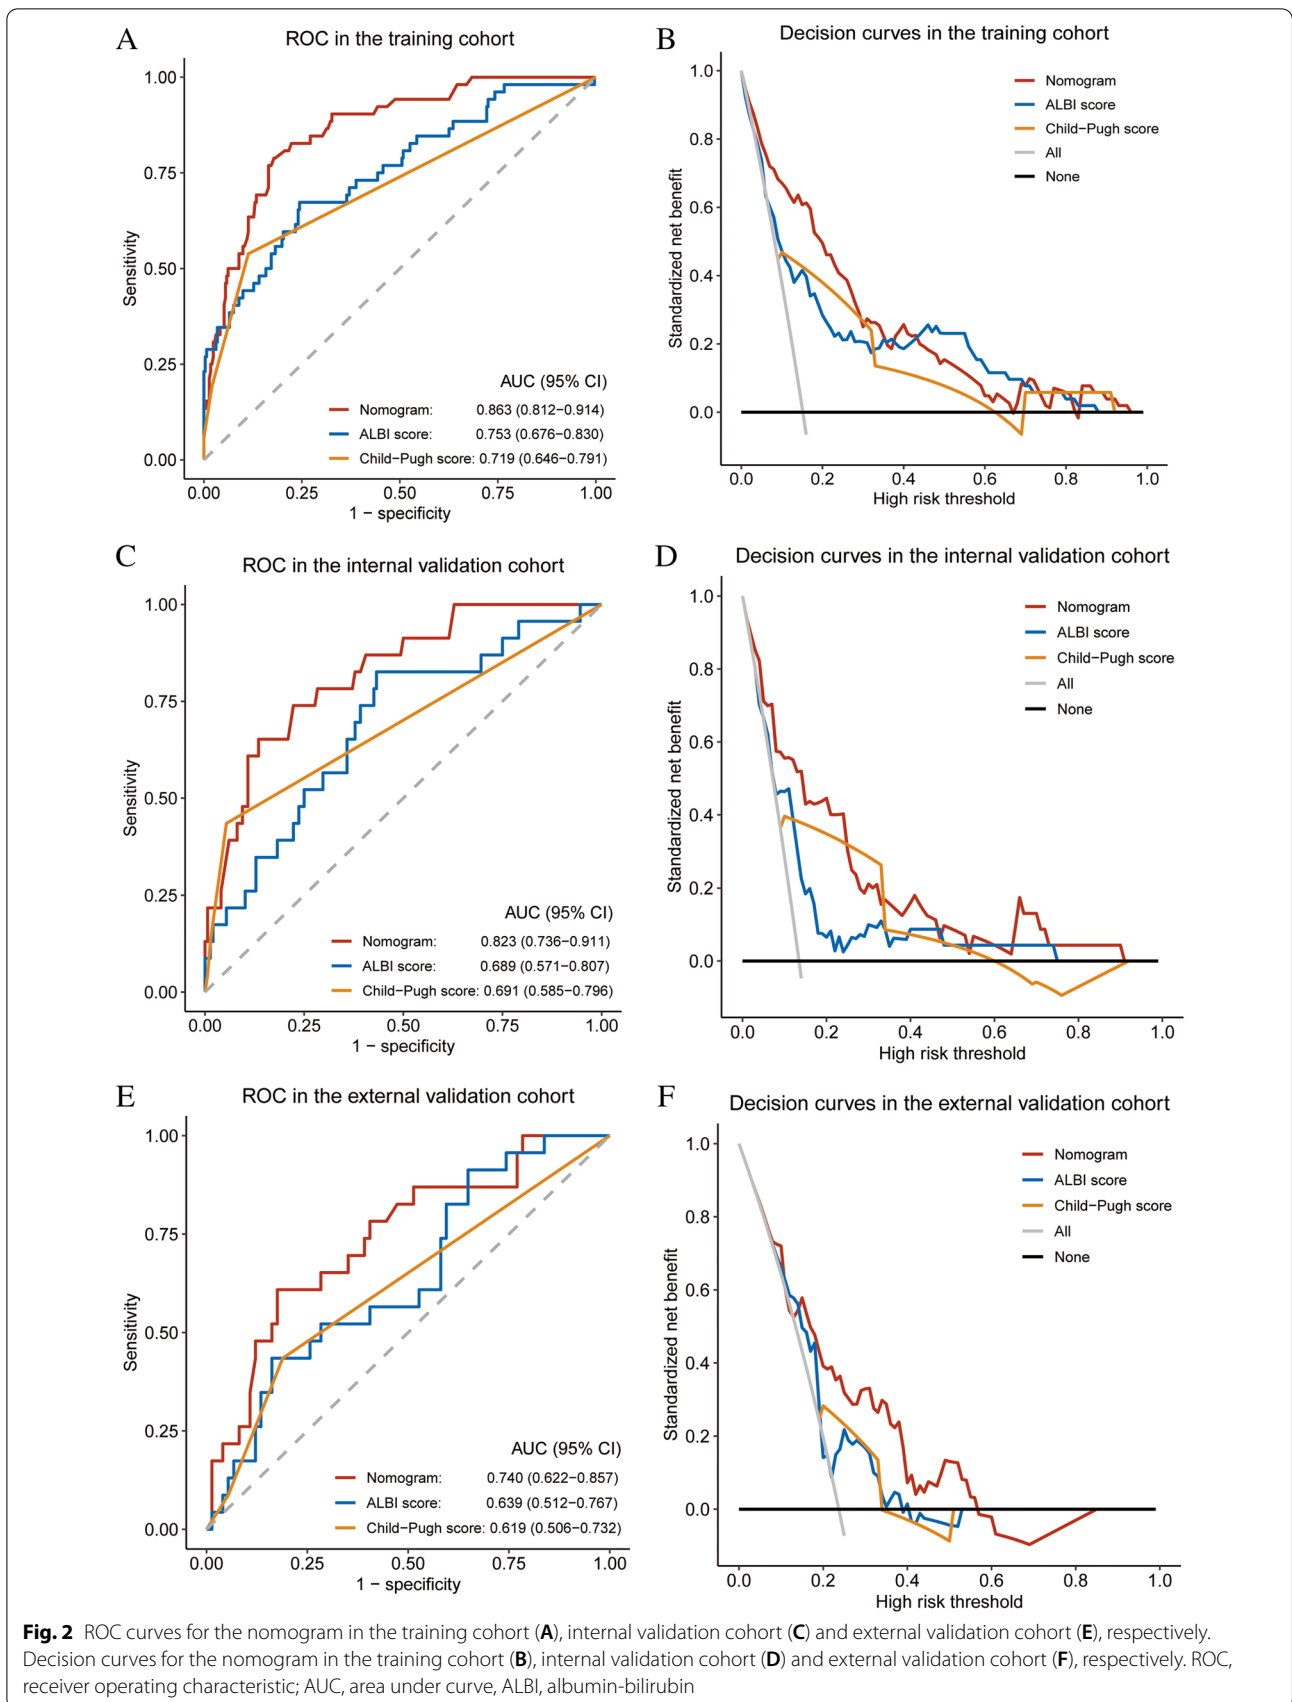 A
ROC in the training cohort
1.00
0.75
0.50
0.25
0.00
Sensitivity
AUC (95% CI)
Nomogram: 0.863 (0.812−0.914)
ALBI score: 0.753 (0.676−0.830)
Child−Pugh score: 0.719 (0.646−0.791)
0.00 0.25 0.50 0.75 1.00
1 − specificity
B
Decision curves in the training cohort
1.0
0.8
0.6
0.4
0.2
0.0
Standardized net benefit
Nomogram
ALBI score
Child−Pugh score
All
None
0.0 0.2 0.4 0.6 0.8 1.0
High risk threshold
C
ROC in the internal validation cohort
1.00
0.75
0.50
0.25
0.00
Sensitivity
AUC (95% CI)
Nomogram: 0.823 (0.736−0.911)
ALBI score: 0.689 (0.571−0.807)
Child−Pugh score: 0.691 (0.585−0.796)
0.00 0.25 0.50 0.75 1.00
1 − specificity
D
Decision curves in the internal validation cohort
1.0
0.8
0.6
0.4
0.2
0.0
Standardized net benefit
Nomogram
ALBI score
Child−Pugh score
All
None
0.0 0.2 0.4 0.6 0.8 1.0
High risk threshold
E
ROC in the external validation cohort
1.00
0.75
0.50
0.25
0.00
Sensitivity
AUC (95% CI)
Nomogram: 0.740 (0.622−0.857)
ALBI score: 0.639 (0.512−0.767)
Child−Pugh score: 0.619 (0.506−0.732)
0.00 0.25 0.50 0.75 1.00
1 − specificity
F
Decision curves in the external validation cohort
1.0
0.8
0.6
0.4
0.2
0.0
Standardized net benefit
Nomogram
ALBI score
Child−Pugh score
All
None
0.0 0.2 0.4 0.6 0.8 1.0
High risk threshold
Fig. 2 ROC curves for the nomogram in the training cohort (A), internal validation cohort (C) and external validation cohort (E), respectively.
Decision curves for the nomogram in the training cohort (B), internal validation cohort (D) and external validation cohort (F), respectively. ROC,
receiver operating characteristic; AUC, area under curve, ALBI, albumin-bilirubin